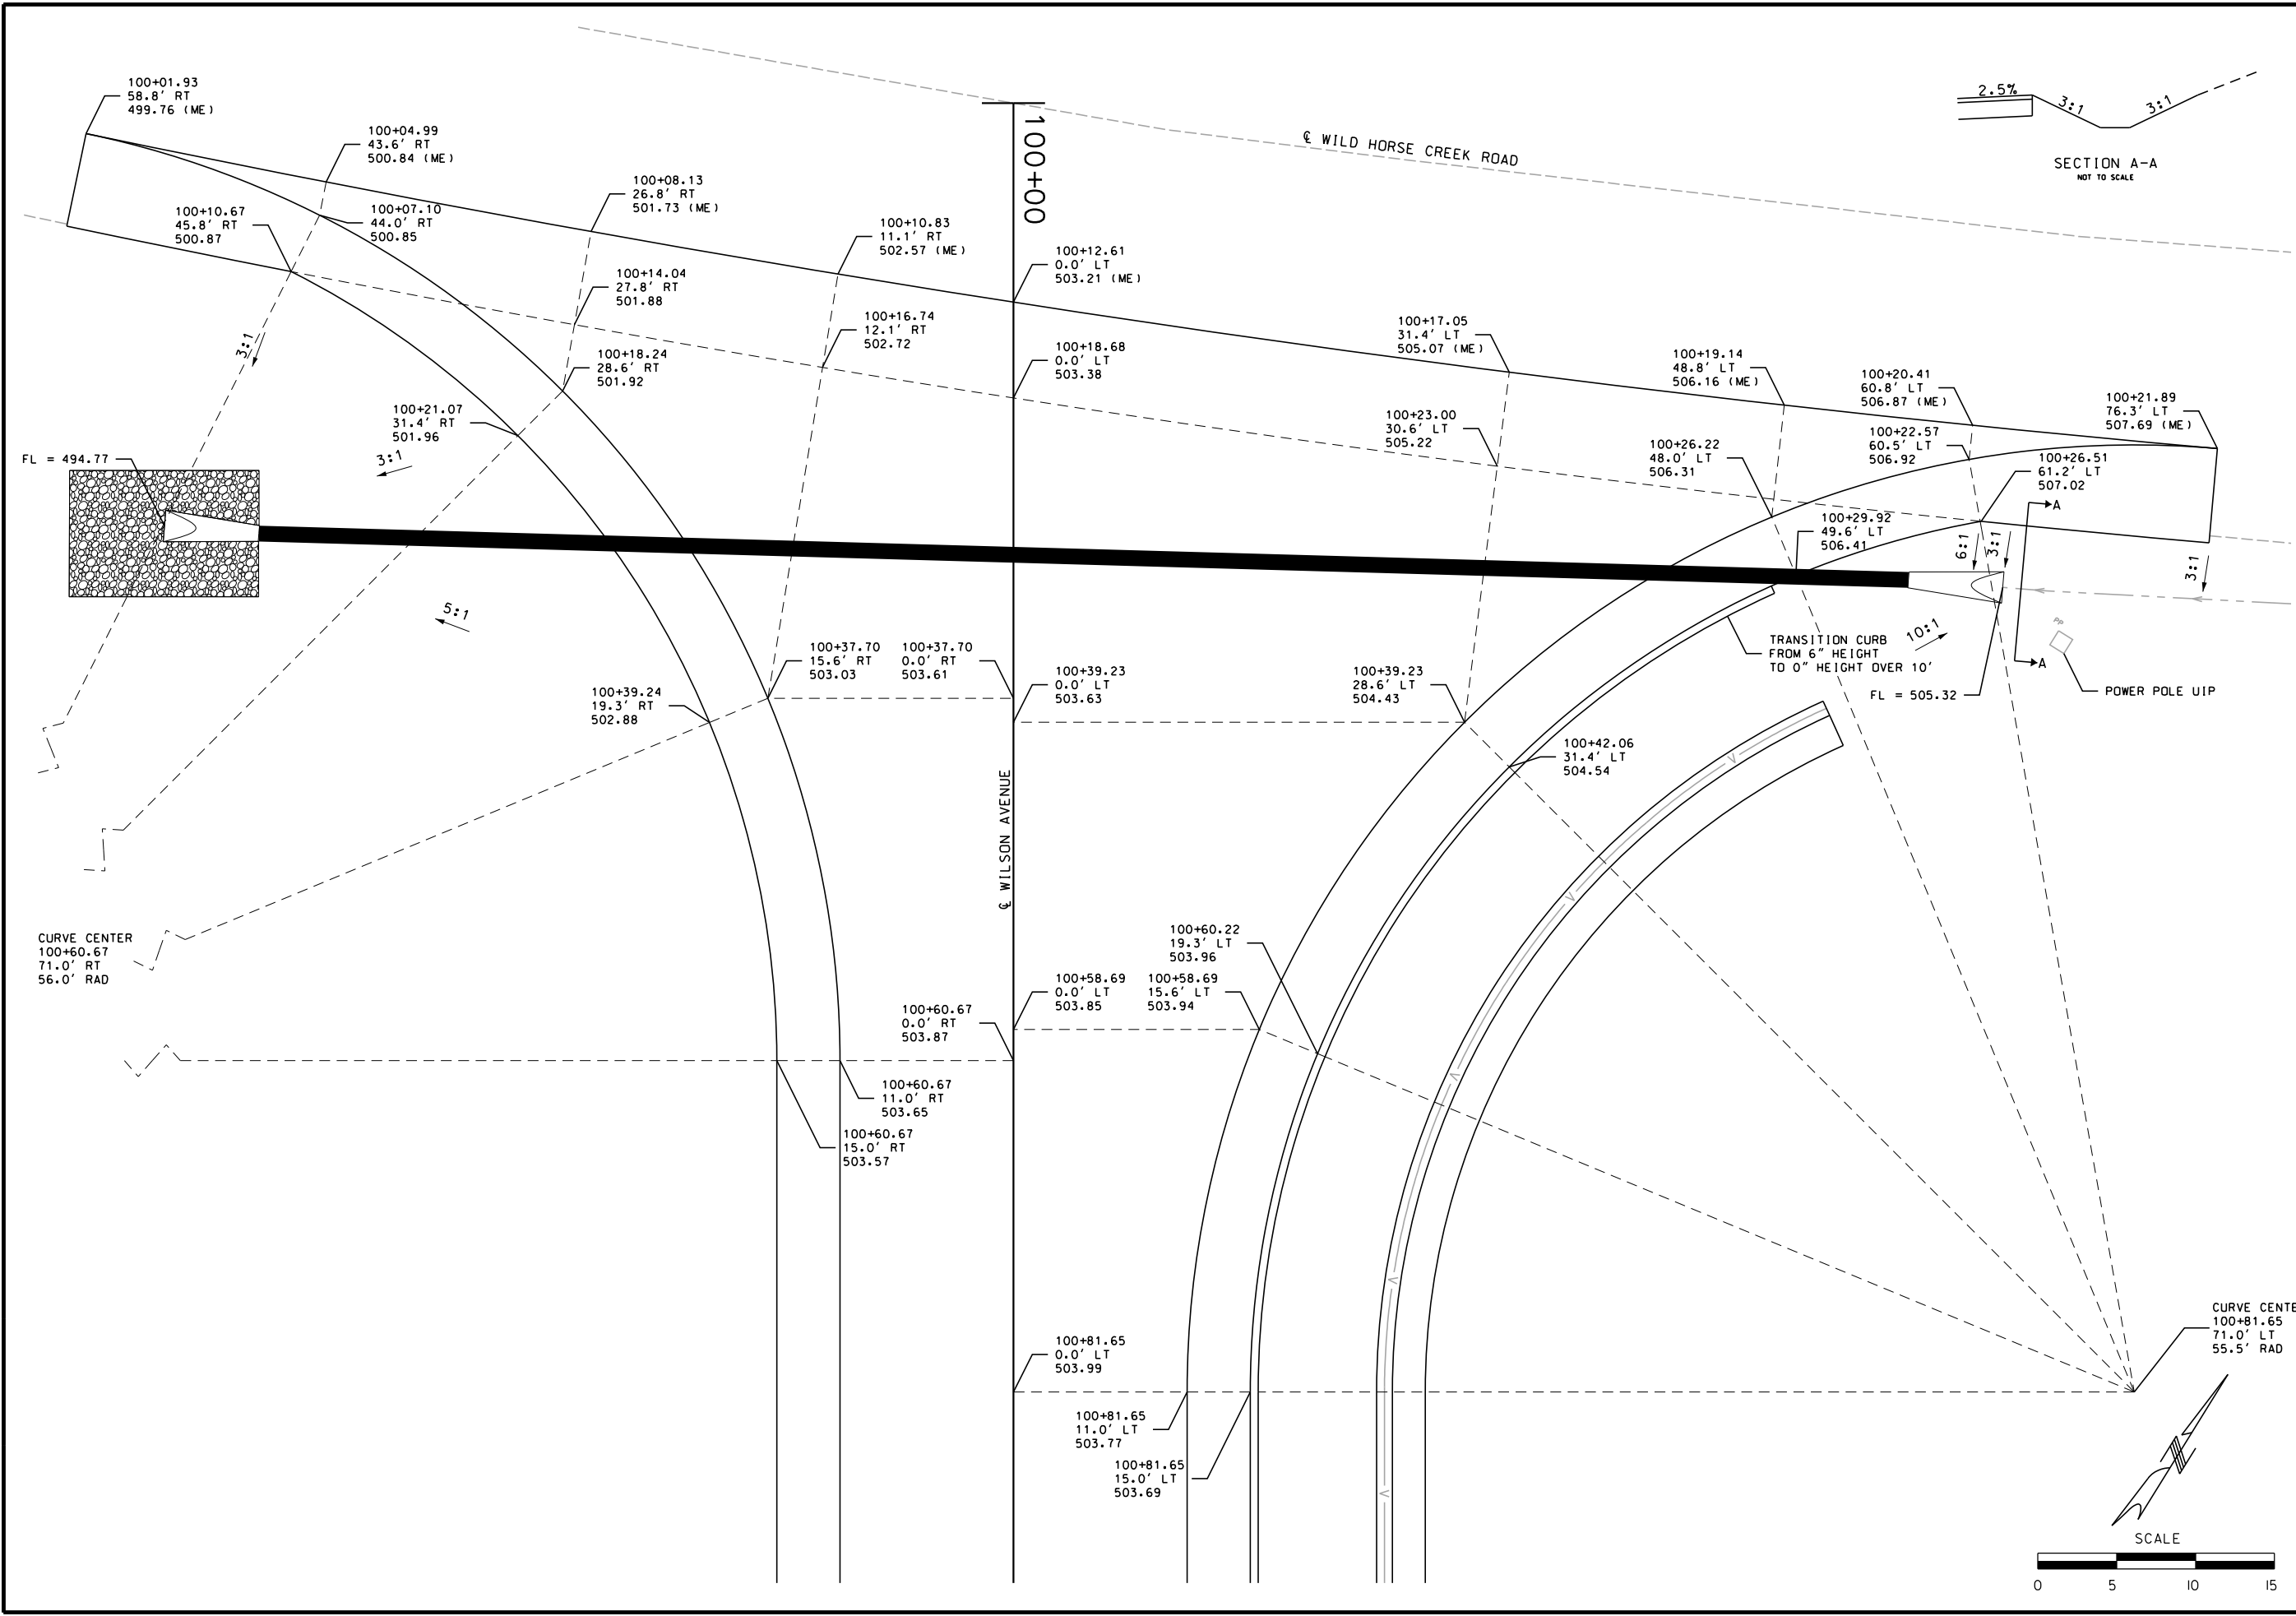 100+01.93
58.8' RT
499.76 (ME)
100+04.99
43.6' RT
500.84 (ME)
100+10.67
45.8' RT
500.87
100+07.10
44.0' RT
500.85
100+08.13
26.8' RT
501.73 (ME)
100+10.83
11.1' RT
502.57 (ME)
100+00
100+12.61
0.0' LT
503.21 (ME)
℄ WILD HORSE CREEK ROAD
2.5%
3:1
3:1
SECTION A-A
NOT TO SCALE
100+14.04
27.8' RT
501.88
100+16.74
12.1' RT
502.72
100+18.24
28.6' RT
501.92
100+18.68
0.0' LT
503.38
100+17.05
31.4' LT
505.07 (ME)
100+19.14
48.8' LT
506.16 (ME)
100+20.41
60.8' LT
506.87 (ME)
100+21.89
76.3' LT
507.69 (ME)
3:1
100+21.07
31.4' RT
501.96
3:1
FL = 494.77
100+23.00
30.6' LT
505.22
100+26.22
48.0' LT
506.31
100+22.57
60.5' LT
506.92
100+26.51
61.2' LT
507.02
A
100+29.92
49.6' LT
506.41
6:1
3:1
3:1
5:1
10:1
PP
TRANSITION CURB
FROM 6" HEIGHT
TO 0" HEIGHT OVER 10'
A
FL = 505.32
POWER POLE UIP
100+37.70
15.6' RT
503.03
100+37.70
0.0' RT
503.61
100+39.24
19.3' RT
502.88
100+39.23
0.0' LT
503.63
100+39.23
28.6' LT
504.43
100+42.06
31.4' LT
504.54
℄ WILSON AVENUE
CURVE CENTER
100+60.67
71.0' RT
56.0' RAD
100+60.22
19.3' LT
503.96
100+58.69
0.0' LT
503.85
100+58.69
15.6' LT
503.94
100+60.67
0.0' RT
503.87
100+60.67
11.0' RT
503.65
100+60.67
15.0' RT
503.57
100+81.65
0.0' LT
503.99
100+81.65
11.0' LT
503.77
100+81.65
15.0' LT
503.69
CURVE CENTE
100+81.65
71.0' LT
55.5' RAD
N
SCALE
0 5 10 15